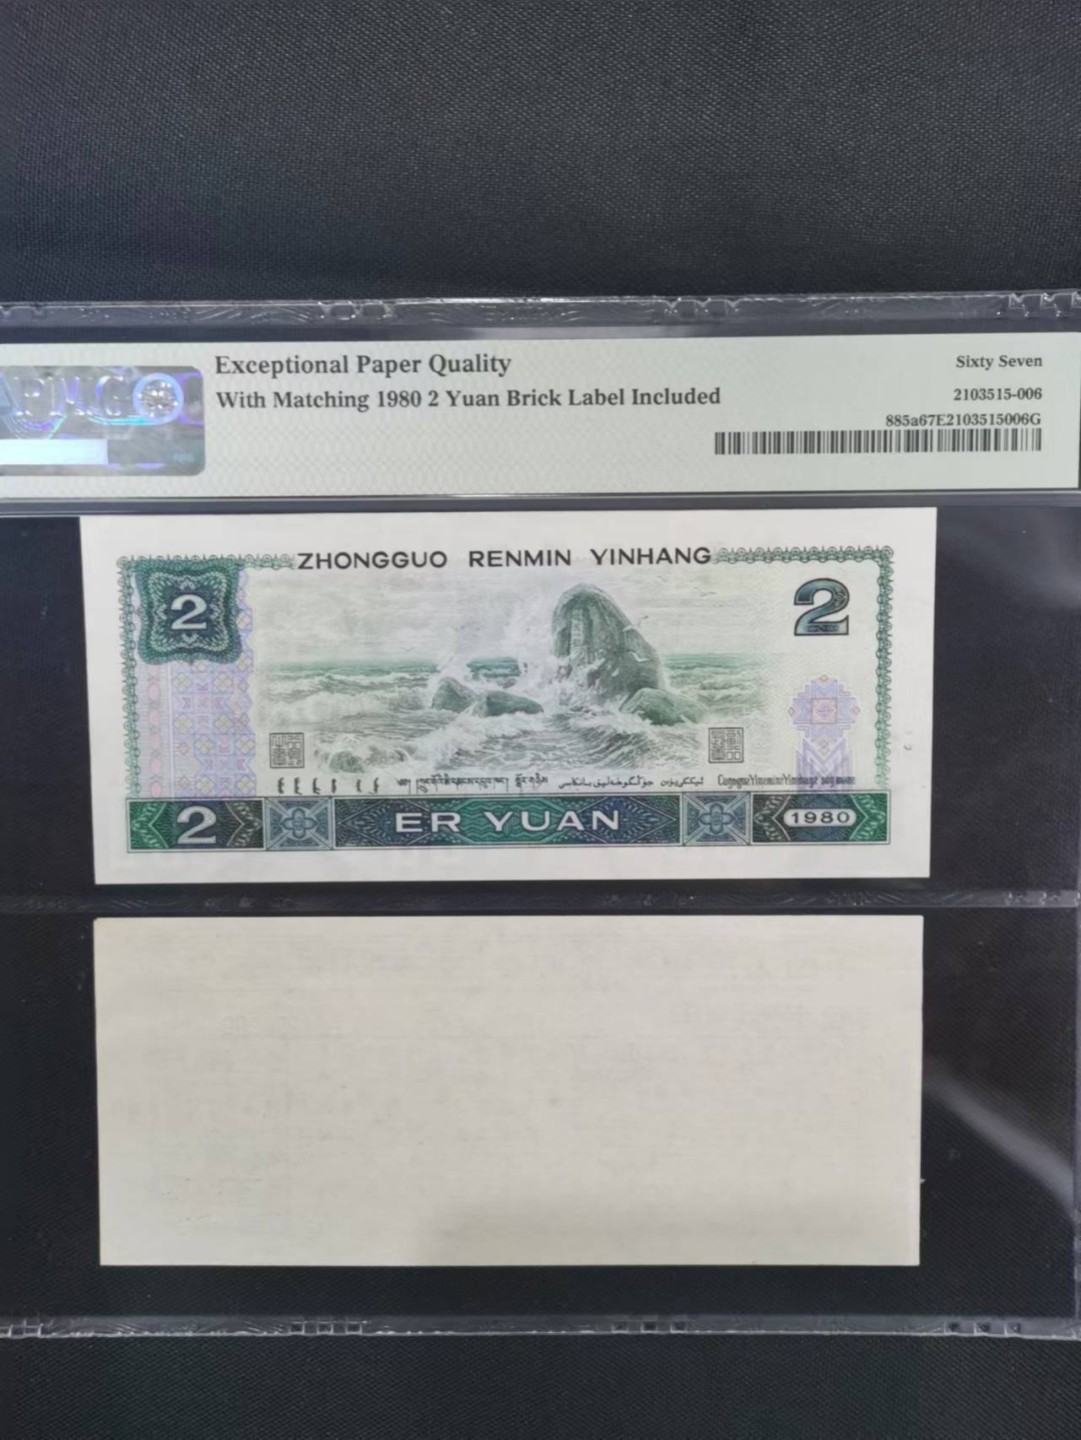 PMG
Exceptional Paper Quality
With Matching 1980 2 Yuan Brick Label Included
Sixty Seven
2103515-006
885a67E2103515006G
ZHONGGUO RENMIN YINHANG
2
2
2
ER YUAN
1980